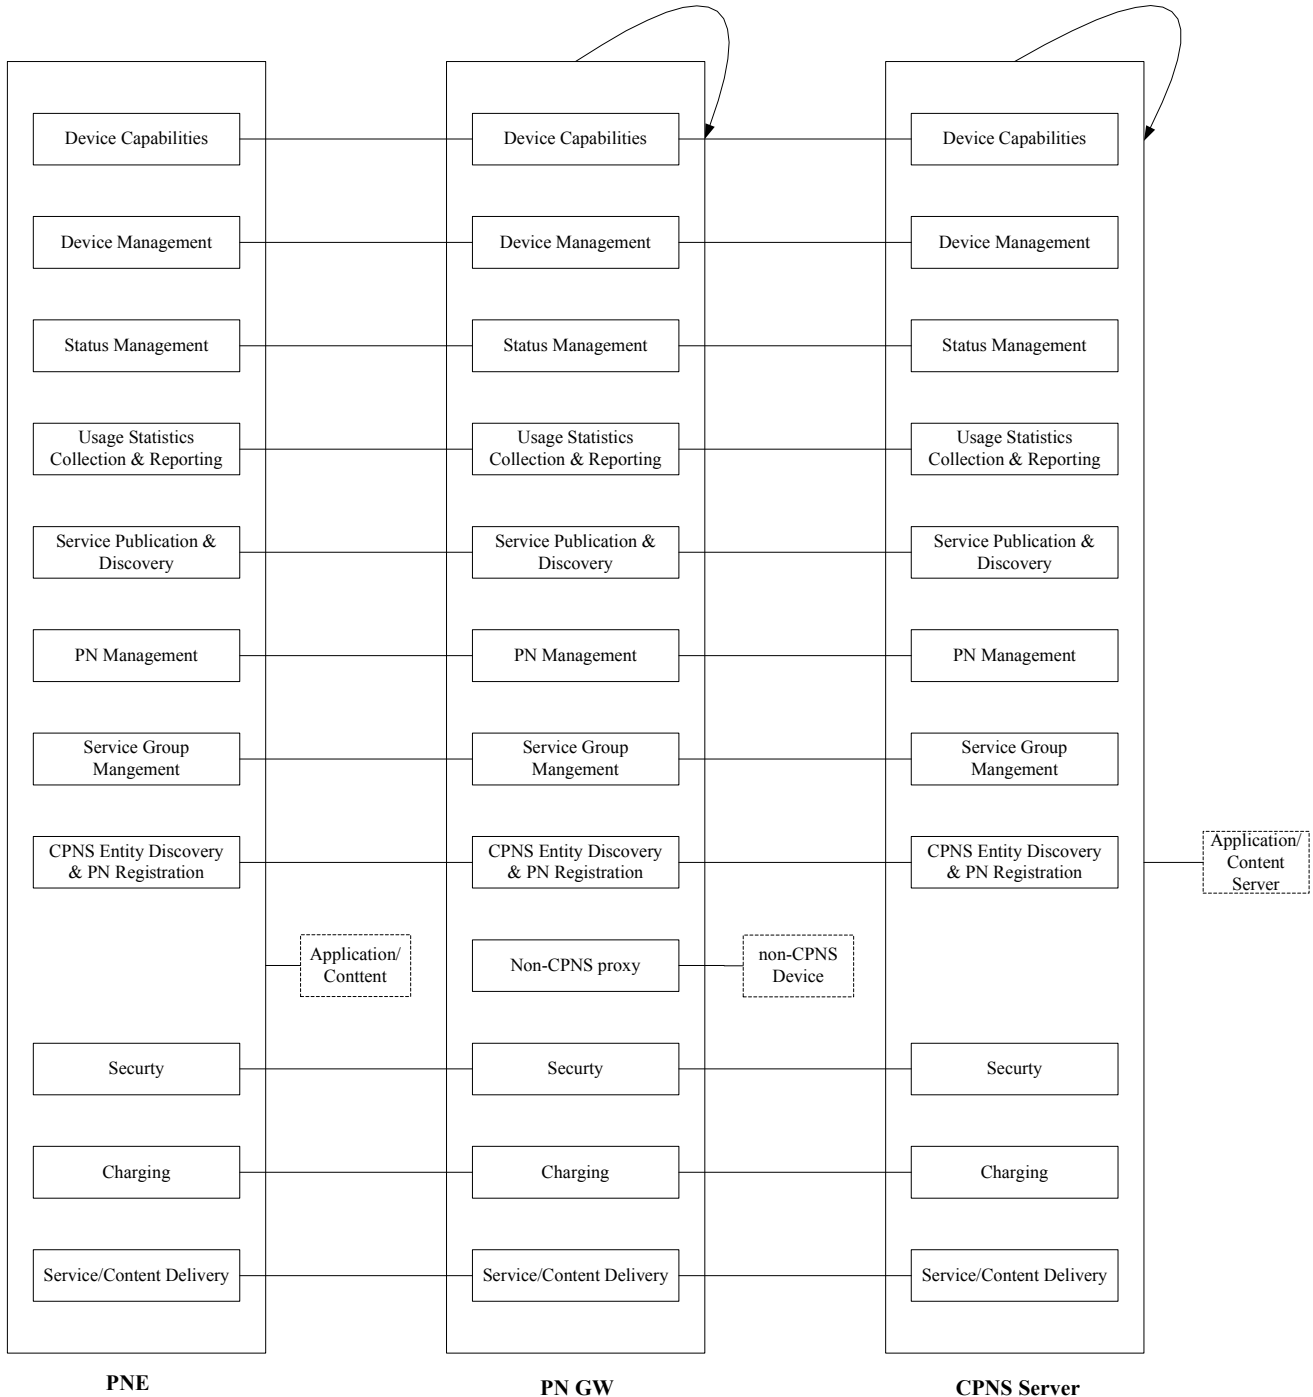 Device Capabilities
Device Capabilities
Device Capabilities
Device Management
Device Management
Device Management
Status Management
Status Management
Status Management
Usage Statistics
Collection & Reporting
Usage Statistics
Collection & Reporting
Usage Statistics
Collection & Reporting
Service Publication &
Discovery
Service Publication &
Discovery
Service Publication &
Discovery
PN Management
PN Management
PN Management
Service Group
Mangement
Service Group
Mangement
Service Group
Mangement
CPNS Entity Discovery
& PN Registration
CPNS Entity Discovery
& PN Registration
CPNS Entity Discovery
& PN Registration
Application/
Content
Server
Application/
Conttent
Non-CPNS proxy
non-CPNS
Device
Securty
Securty
Securty
Charging
Charging
Charging
Service/Content Delivery
Service/Content Delivery
Service/Content Delivery
PNE
PN GW
CPNS Server